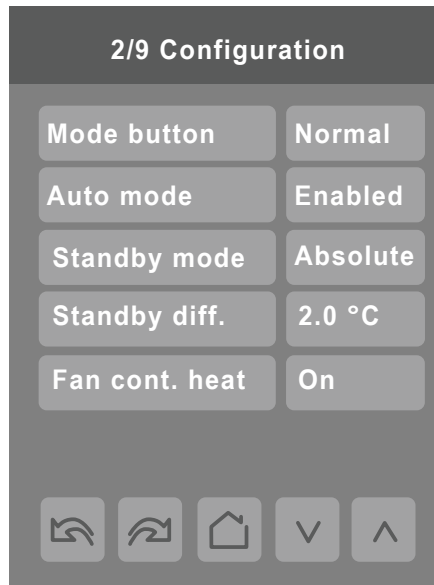 2/9 Configuration
Mode button Normal
Auto mode Enabled
Standby mode Absolute
Standby diff. 2.0 °C
Fan cont. heat On